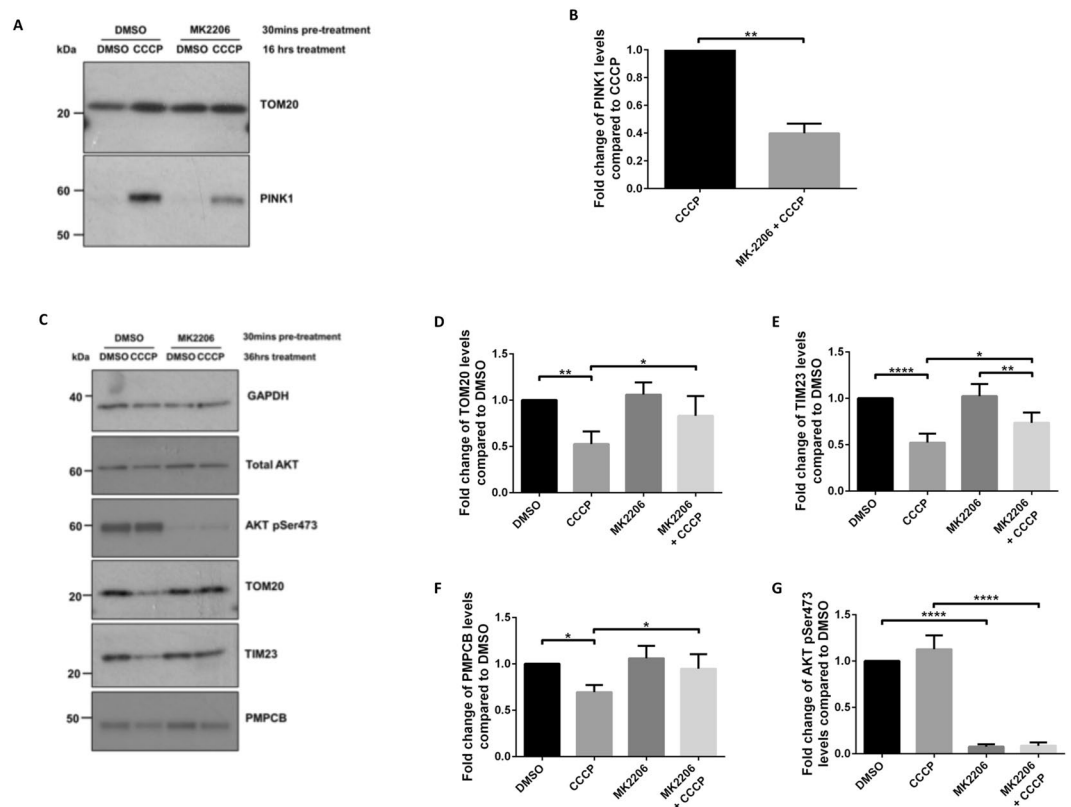 A
DMSO MK2206 30mins pre-treatment
kDa DMSO CCCP DMSO CCCP 16 hrs treatment
20 TOM20
60 PINK1
50
B
Fold change of PINK1 levels
compared to CCCP
1.0
0.8
0.6
0.4
0.2
0.0
**
CCCP
MK-2206 + CCCP
C
DMSO MK2206 30mins pre-treatment
kDa DMSO CCCP DMSO CCCP 36hrs treatment
40 GAPDH
60 Total AKT
60 AKT pSer473
20 TOM20
TIM23
20
50 PMPCB
D
Fold change of TOM20 levels
compared to DMSO
1.5
1.0
0.5
0.0
**
*
DMSO
CCCP
MK2206
MK2206
+ CCCP
E
Fold change of TIM23 levels
compared to DMSO
1.5
1.0
0.5
0.0
****
*
**
DMSO
CCCP
MK2206
MK2206
+ CCCP
F
Fold change of PMPCB levels
compared to DMSO
1.5
1.0
0.5
0.0
*
*
DMSO
CCCP
MK2206
MK2206
+ CCCP
G
Fold change of AKT pSer473
levels compared to DMSO
1.5
1.0
0.5
0.0
****
****
DMSO
CCCP
MK2206
MK2206
+ CCCP